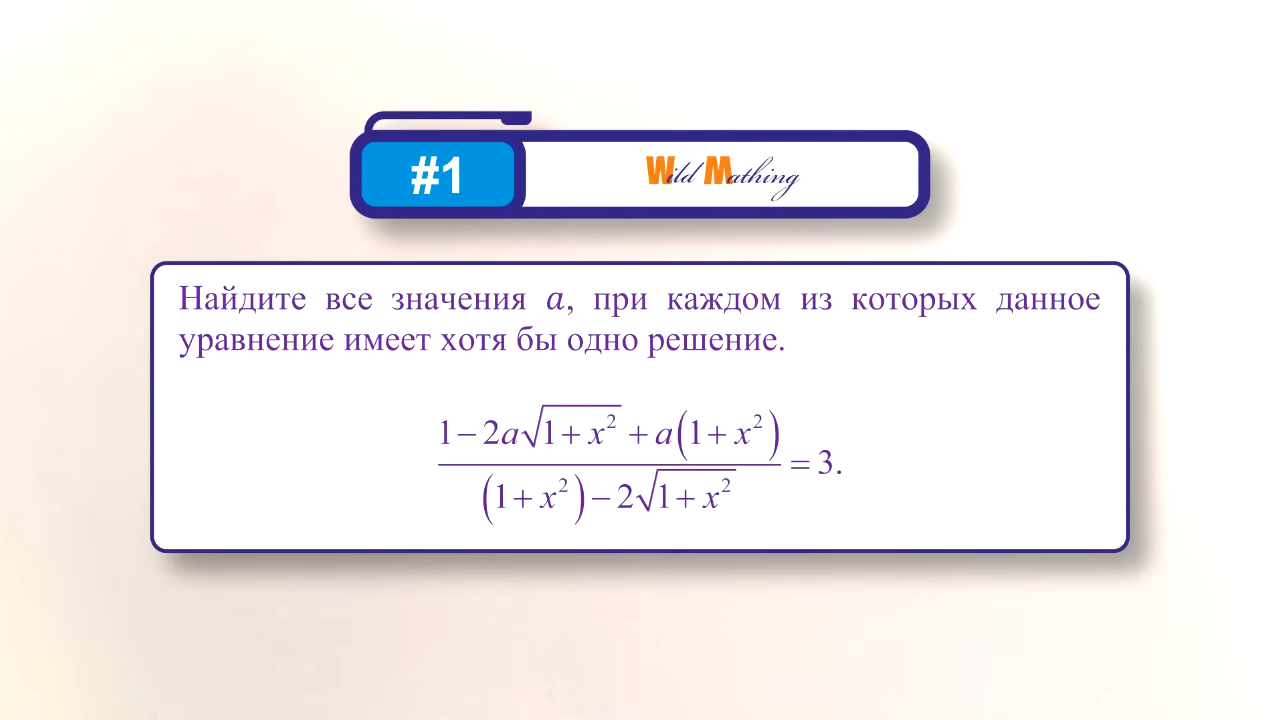 #1 Wild Mathing
Найдите все значения a, при каждом из которых данное
уравнение имеет хотя бы одно решение.
1 − 2a√(1 + x²) + a(1 + x²)
(1 + x²) − 2√(1 + x²)
= 3.